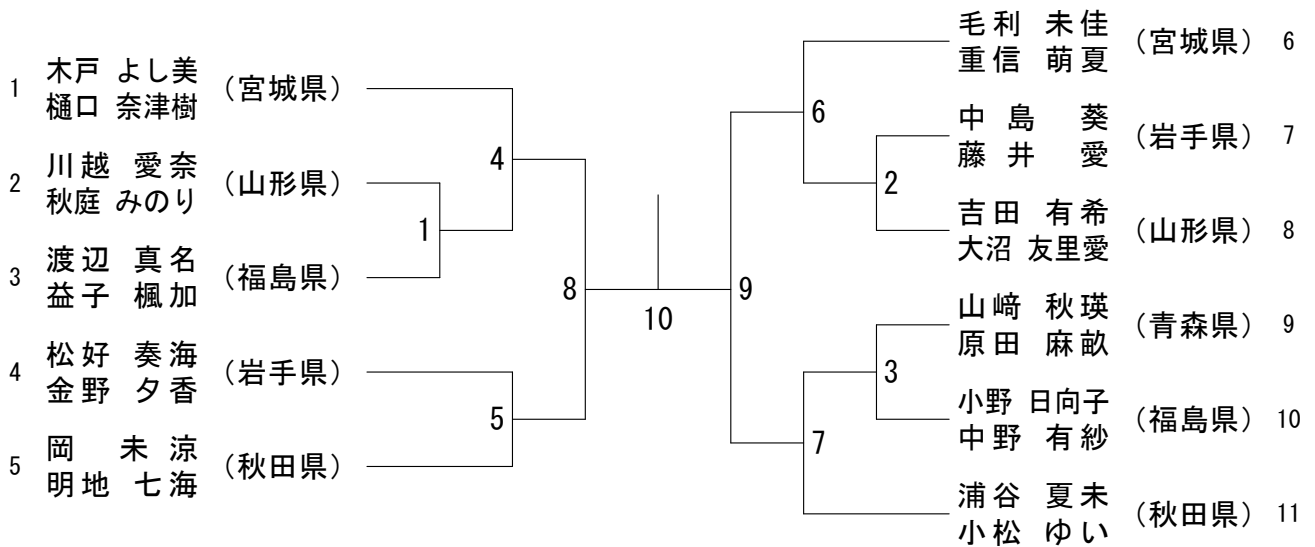 1 木戸 よし美 (宮城県)
樋口 奈津樹
2 川越 愛奈 (山形県)
秋庭 みのり
3 渡辺 真名 (福島県)
益子 楓加
4 松好 奏海 (岩手県)
金野 夕香
5 岡 未涼 (秋田県)
明地 七海
4
1
8
5
10
9
6
2
3
7
毛利 未佳 (宮城県) 6
重信 萌夏
中島 葵 (岩手県) 7
藤井 愛
吉田 有希 (山形県) 8
大沼 友里愛
山﨑 秋瑛 (青森県) 9
原田 麻畝
小野 日向子 (福島県) 10
中野 有紗
浦谷 夏未 (秋田県) 11
小松 ゆい